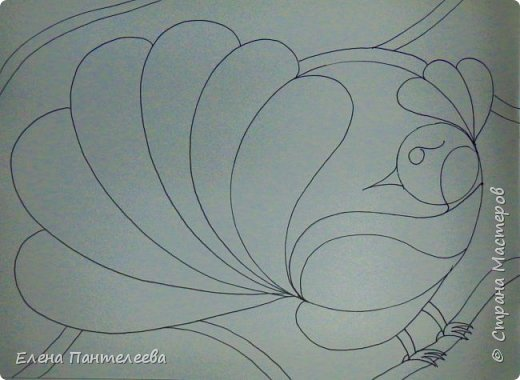 Елена Пантелеева
© Страна Мастеров